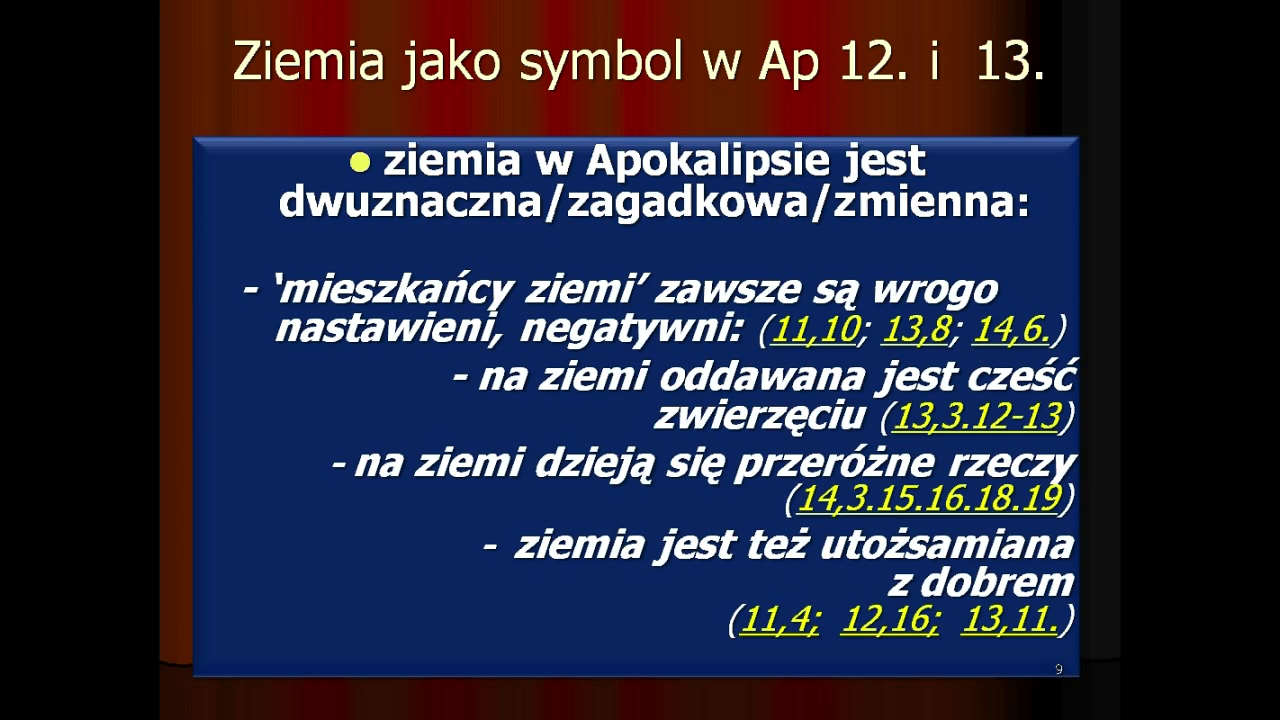 Ziemia jako symbol w Ap 12. i 13.
● ziemia w Apokalipsie jest
dwuznaczna/zagadkowa/zmienna:
- ‘mieszkańcy ziemi’ zawsze są wrogo
nastawieni, negatywni: (11,10; 13,8; 14,6.)
- na ziemi oddawana jest cześć
zwierzęciu (13,3.12-13)
- na ziemi dzieją się przeróżne rzeczy
(14,3.15.16.18.19)
- ziemia jest też utożsamiana
z dobrem
(11,4; 12,16; 13,11.)
9